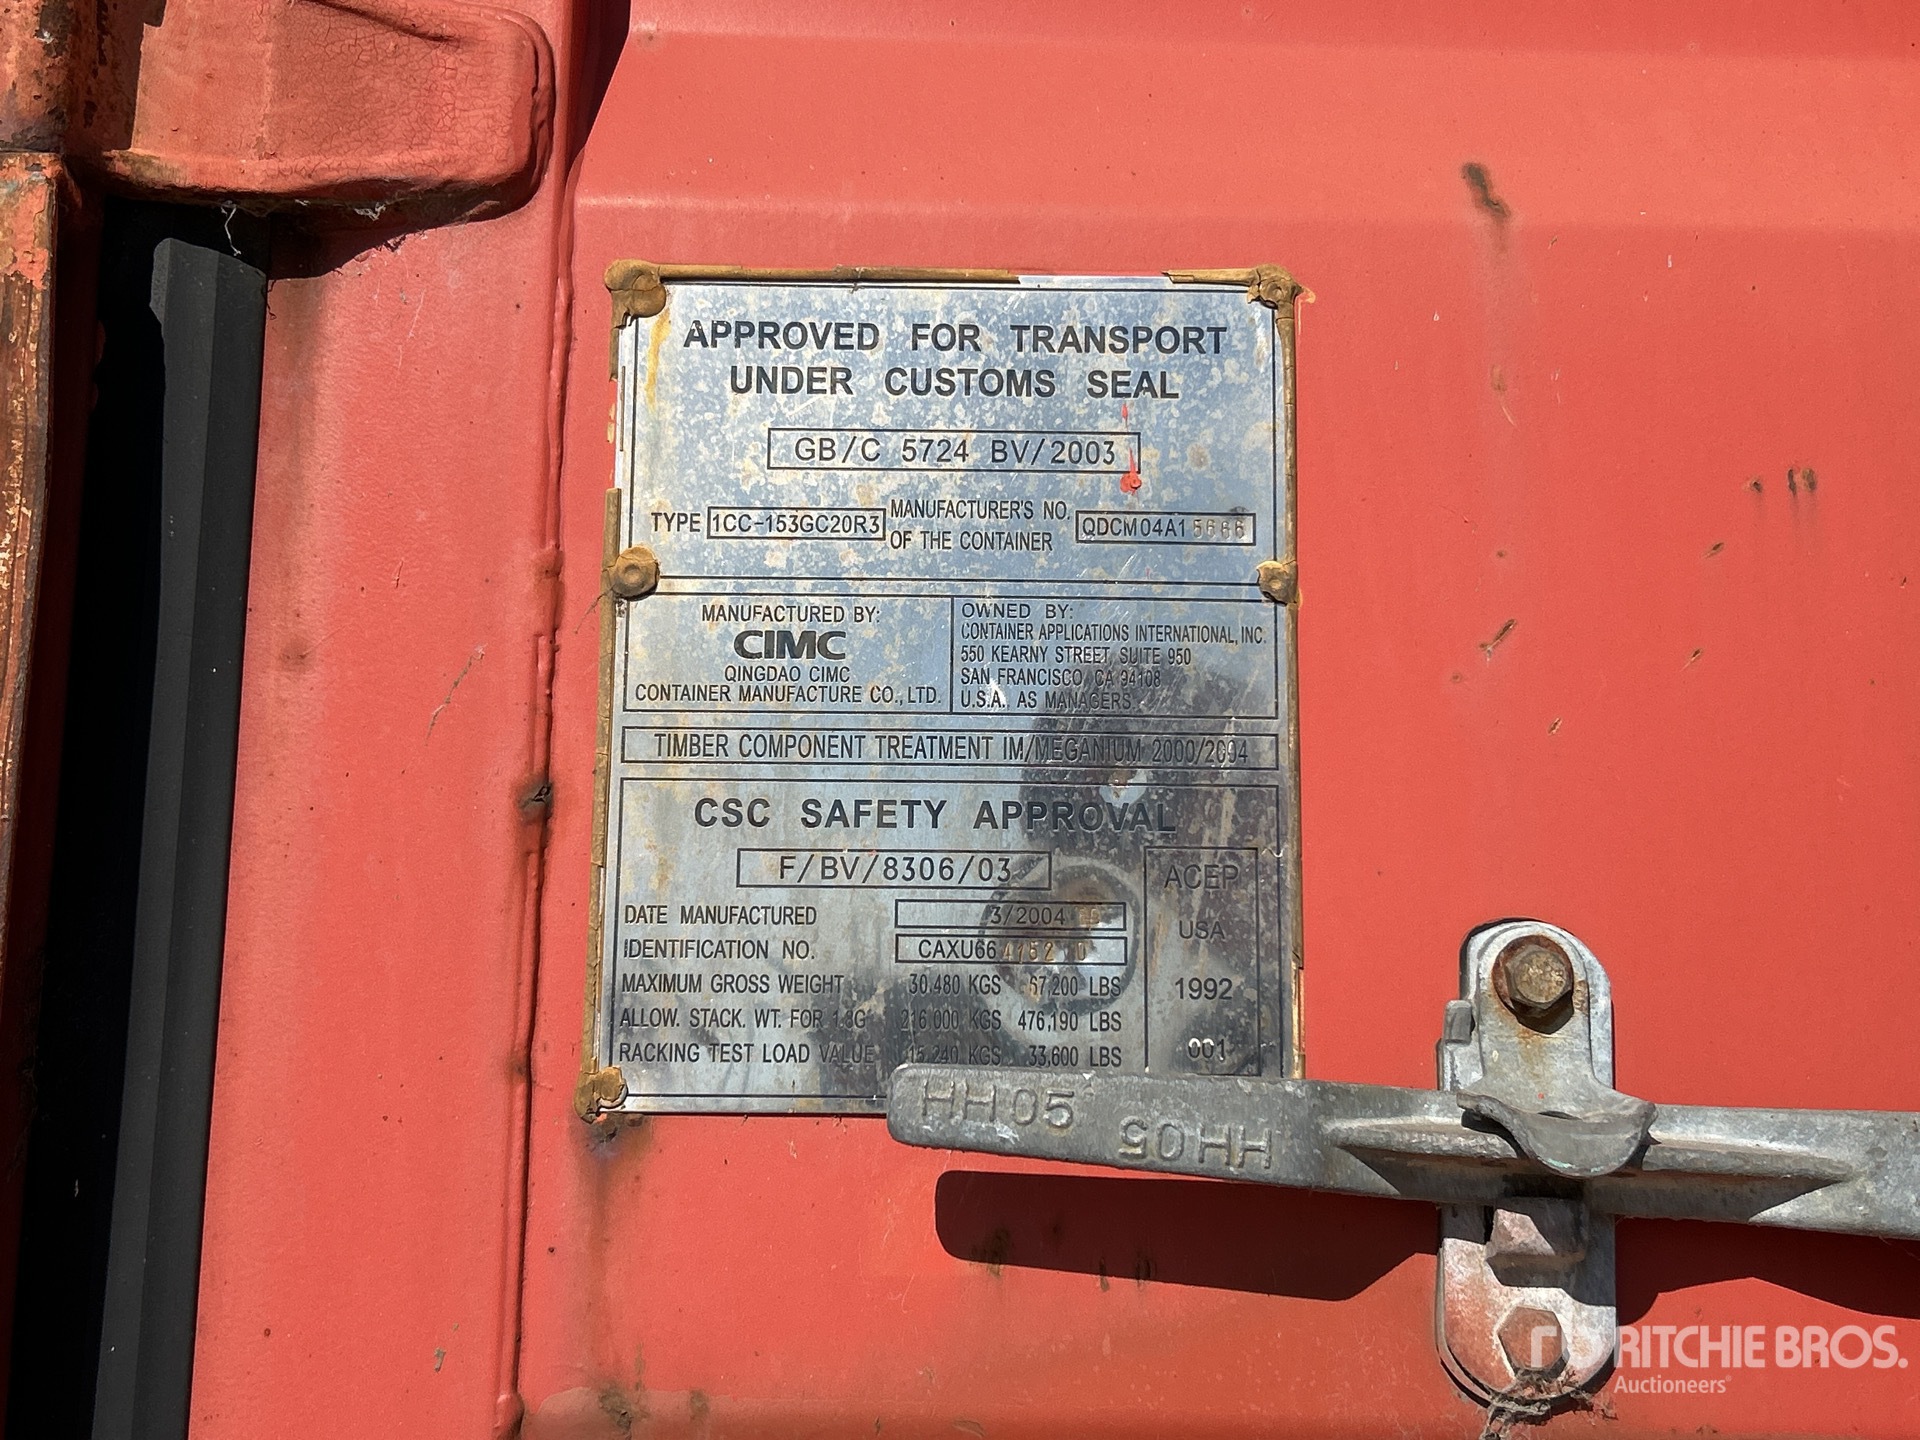 APPROVED FOR TRANSPORT
UNDER CUSTOMS SEAL
GB/C 5724 BV/2003
TYPE 1CC-153GC20R3
MANUFACTURER'S NO.
OF THE CONTAINER
QDCM04A15666
MANUFACTURED BY:
CIMC
QINGDAO CIMC
CONTAINER MANUFACTURE CO., LTD.
OWNED BY:
CONTAINER APPLICATIONS INTERNATIONAL, INC.
550 KEARNY STREET, SUITE 950
SAN FRANCISCO, CA 94108
U.S.A. AS MANAGERS.
TIMBER COMPONENT TREATMENT IM/MEGANIUM 2000/2004
CSC SAFETY APPROVAL
F/BV/8306/03
DATE MANUFACTURED 3/2004
IDENTIFICATION NO. CAXU664152 0
MAXIMUM GROSS WEIGHT 30,480 KGS 67,200 LBS
ALLOW. STACK. WT. FOR 1.8G 216,000 KGS 476,190 LBS
RACKING TEST LOAD VALUE 15,240 KGS 33,600 LBS
ACEP
USA
1992
001
HH05 HH05
RITCHIE BROS.
Auctioneers